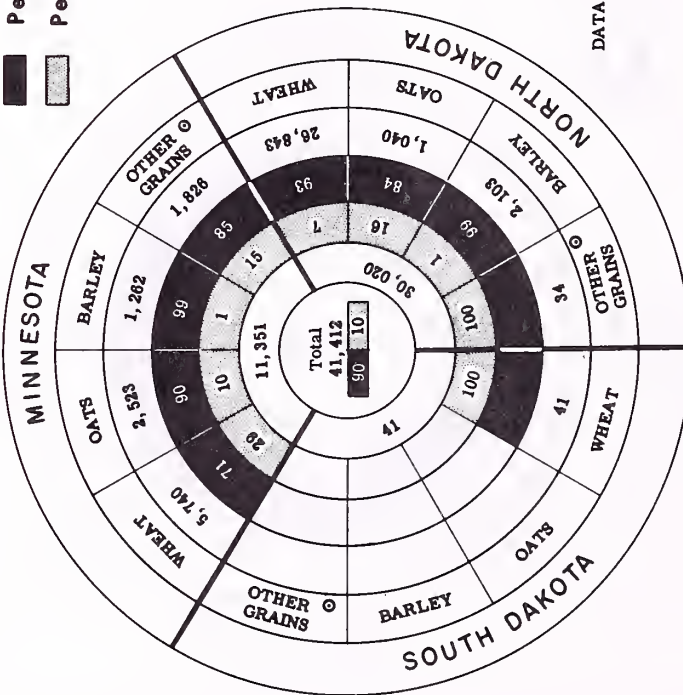 Pe
Pe
MINNESOTA
WHEAT
OATS
BARLEY
OTHER ⊙
GRAINS
5,740
2,523
1,262
1,826
71
90
99
85
29
10
1
15
11,351
NORTH DAKOTA
WHEAT
OATS
BARLEY
OTHER ⊙
GRAINS
26,843
1,040
2,103
34
93
84
99
7
16
1
100
30,020
Total
41,412
90 10
SOUTH DAKOTA
OTHER ⊙
GRAINS
BARLEY
OATS
WHEAT
41
100
41
DATA